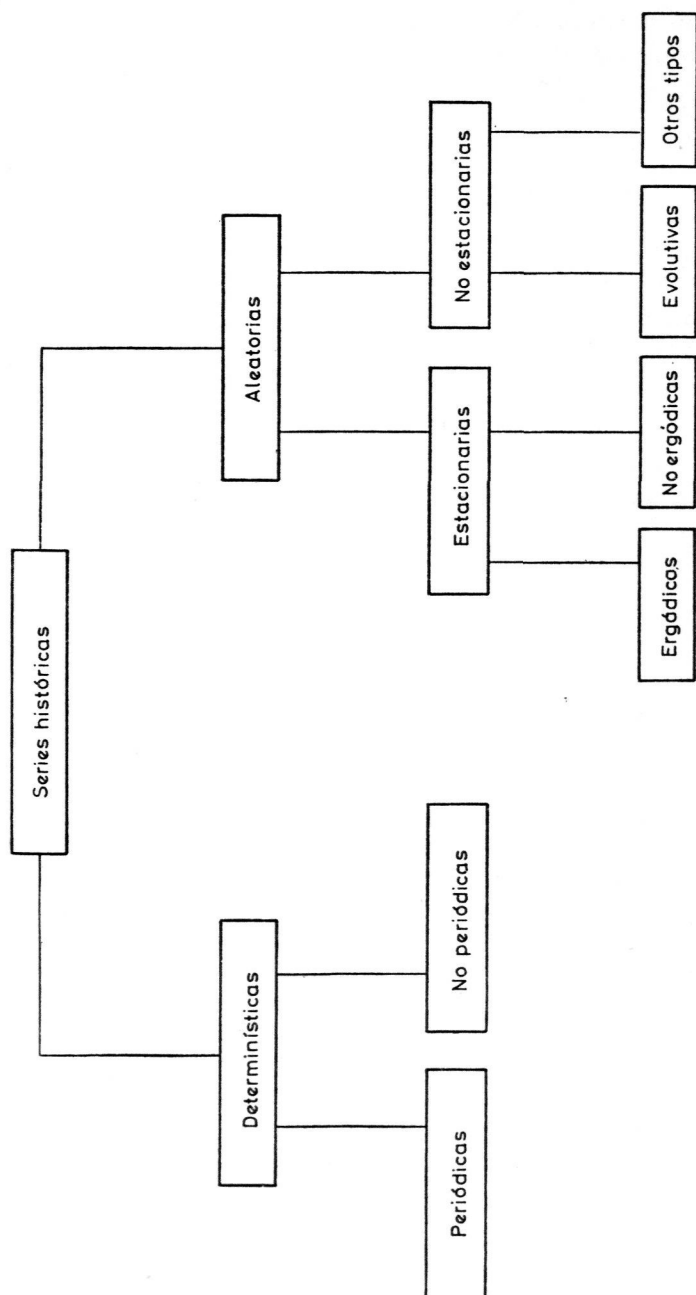 Series históricas
Determinísticas
Aleatorias
Periódicas
No periódicas
Estacionarias
No estacionarias
Ergódicas
No ergódicas
Evolutivas
Otros tipos